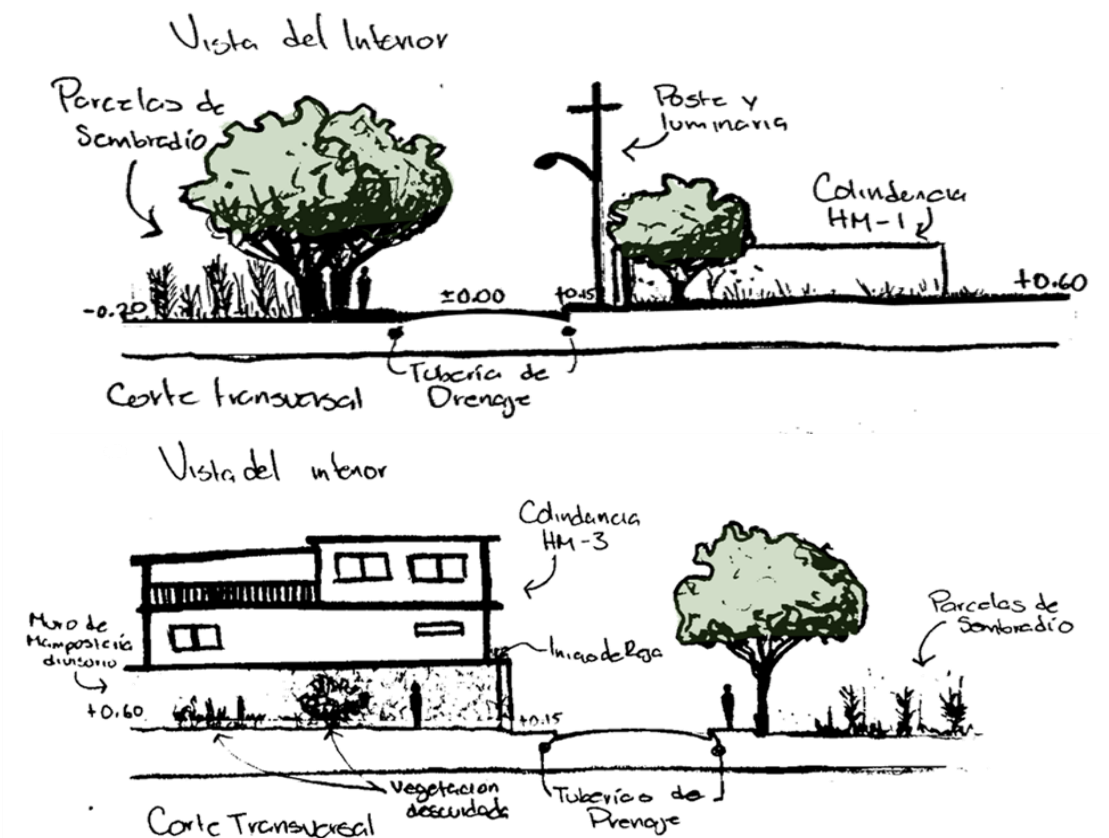 Vista del Interior
Parcelas de
Sembradío
Poste y
luminaria
Colindancia
HM-1
-0.20
±0.00
+0.15
+0.60
Tubería de
Drenaje
Corte transversal
Vista del interior
Colindancia
HM-3
Muro de
Mampostería
divisorio
Inicio de Reja
Parcelas de
Sembradío
+0.60
+0.15
Vegetación
descuidada
Tuberías de
Drenaje
Corte Transversal